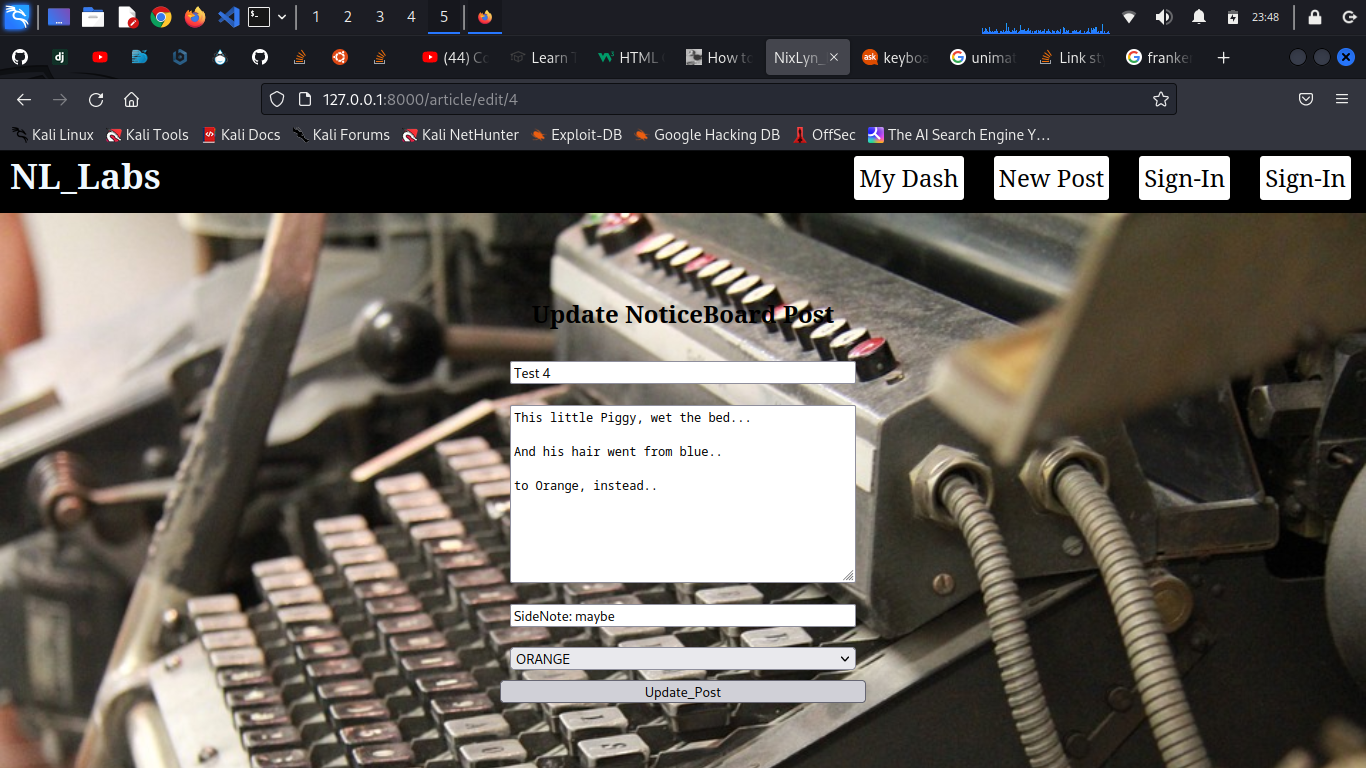 1 2 3 4 5 23:48
(44) Co Learn T HTML How to NixLyn_ keyboa unimat Link sty franker
127.0.0.1:8000/article/edit/4
Kali Linux Kali Tools Kali Docs Kali Forums Kali NetHunter Exploit-DB Google Hacking DB OffSec The AI Search Engine Y…
NL_Labs My Dash New Post Sign-In Sign-In
Update NoticeBoard Post
Test 4
This little Piggy, wet the bed...
And his hair went from blue..
to Orange, instead..
SideNote: maybe
ORANGE
Update_Post